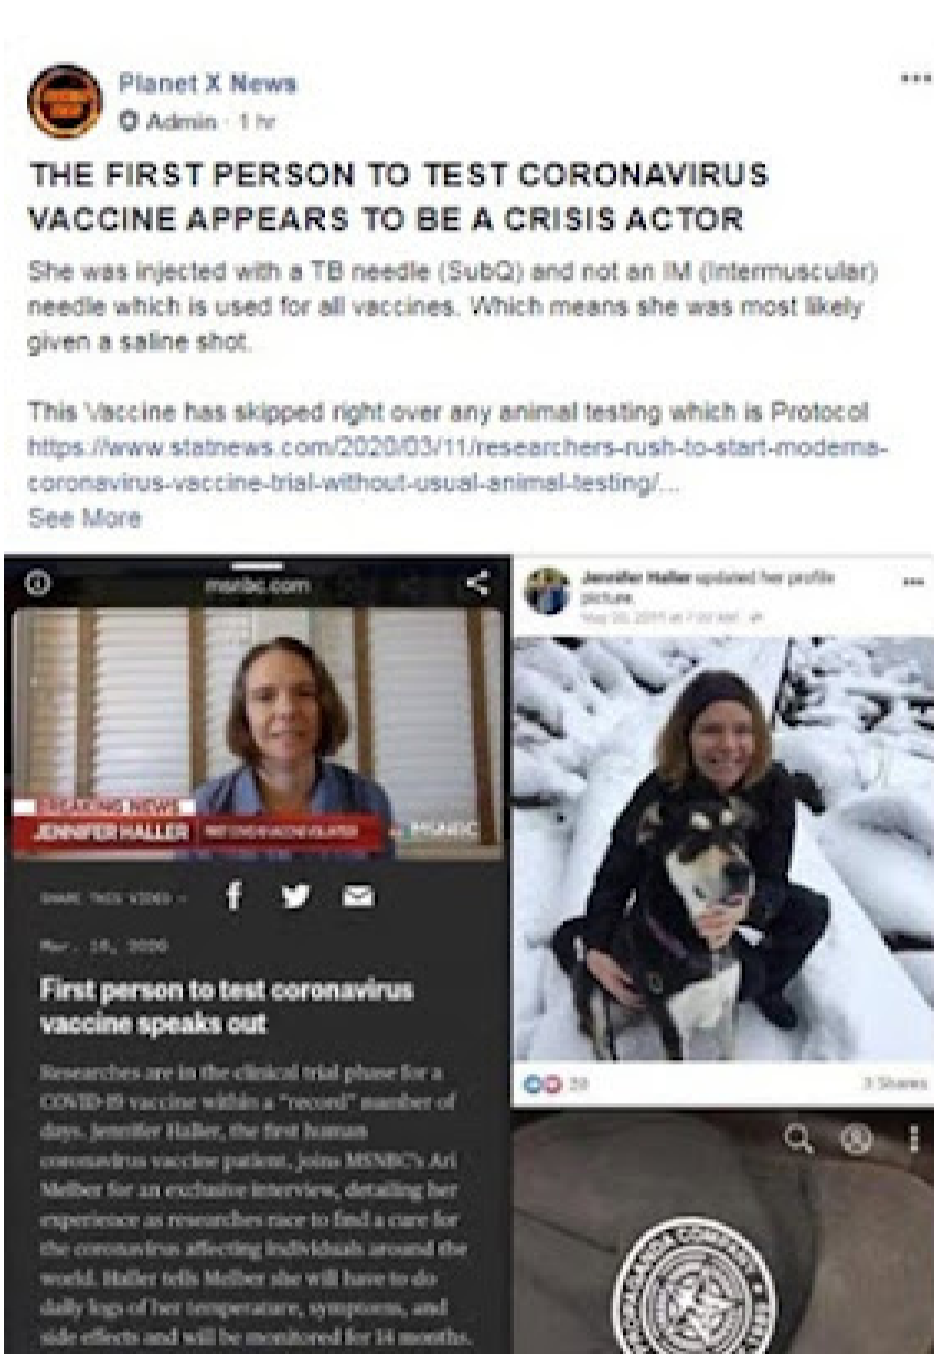 Planet X News
Admin · 1 hr
THE FIRST PERSON TO TEST CORONAVIRUS
VACCINE APPEARS TO BE A CRISIS ACTOR
She was injected with a TB needle (SubQ) and not an IM (Intermuscular)
needle which is used for all vaccines. Which means she was most likely
given a saline shot.
This Vaccine has skipped right over any animal testing which is Protocol
https://www.statnews.com/2020/03/11/researchers-rush-to-start-moderna-
coronavirus-vaccine-trial-without-usual-animal-testing/...
See More
msnbc.com
BREAKING NEWS
JENNIFER HALLER
MSNBC
SHARE THIS VIDEO
Mar. 18, 2020
First person to test coronavirus
vaccine speaks out
Researches are in the clinical trial phase for a
COVID-19 vaccine within a "record" number of
days. Jennifer Haller, the first human
coronavirus vaccine patient, joins MSNBC's Ari
Melber for an exclusive interview, detailing her
experience as researches race to find a cure for
the coronavirus affecting individuals around the
world. Haller tells Melber she will have to do
daily logs of her temperature, symptoms, and
side effects and will be monitored for 14 months.
Jennifer Haller updated her profile
picture.
3 Shares
PROPAGANDA COMPANY